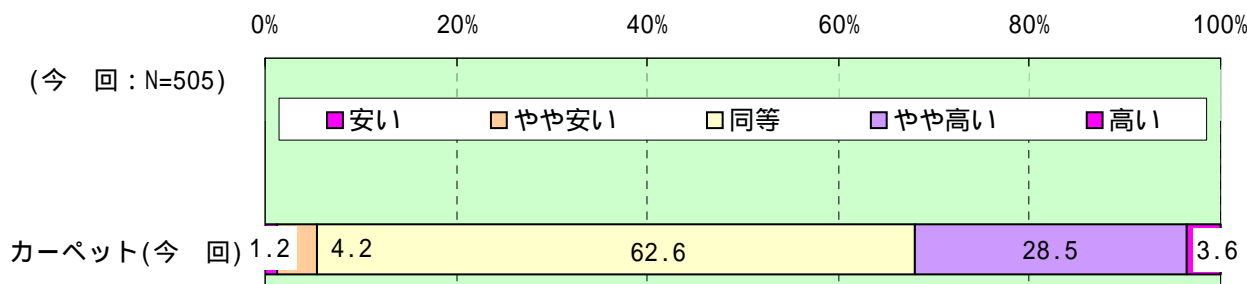 0% 20% 40% 60% 80% 100%
(今　回：N=505)
安い やや安い 同等 やや高い 高い
カーペット(今　回) 1.2 4.2 62.6 28.5 3.6